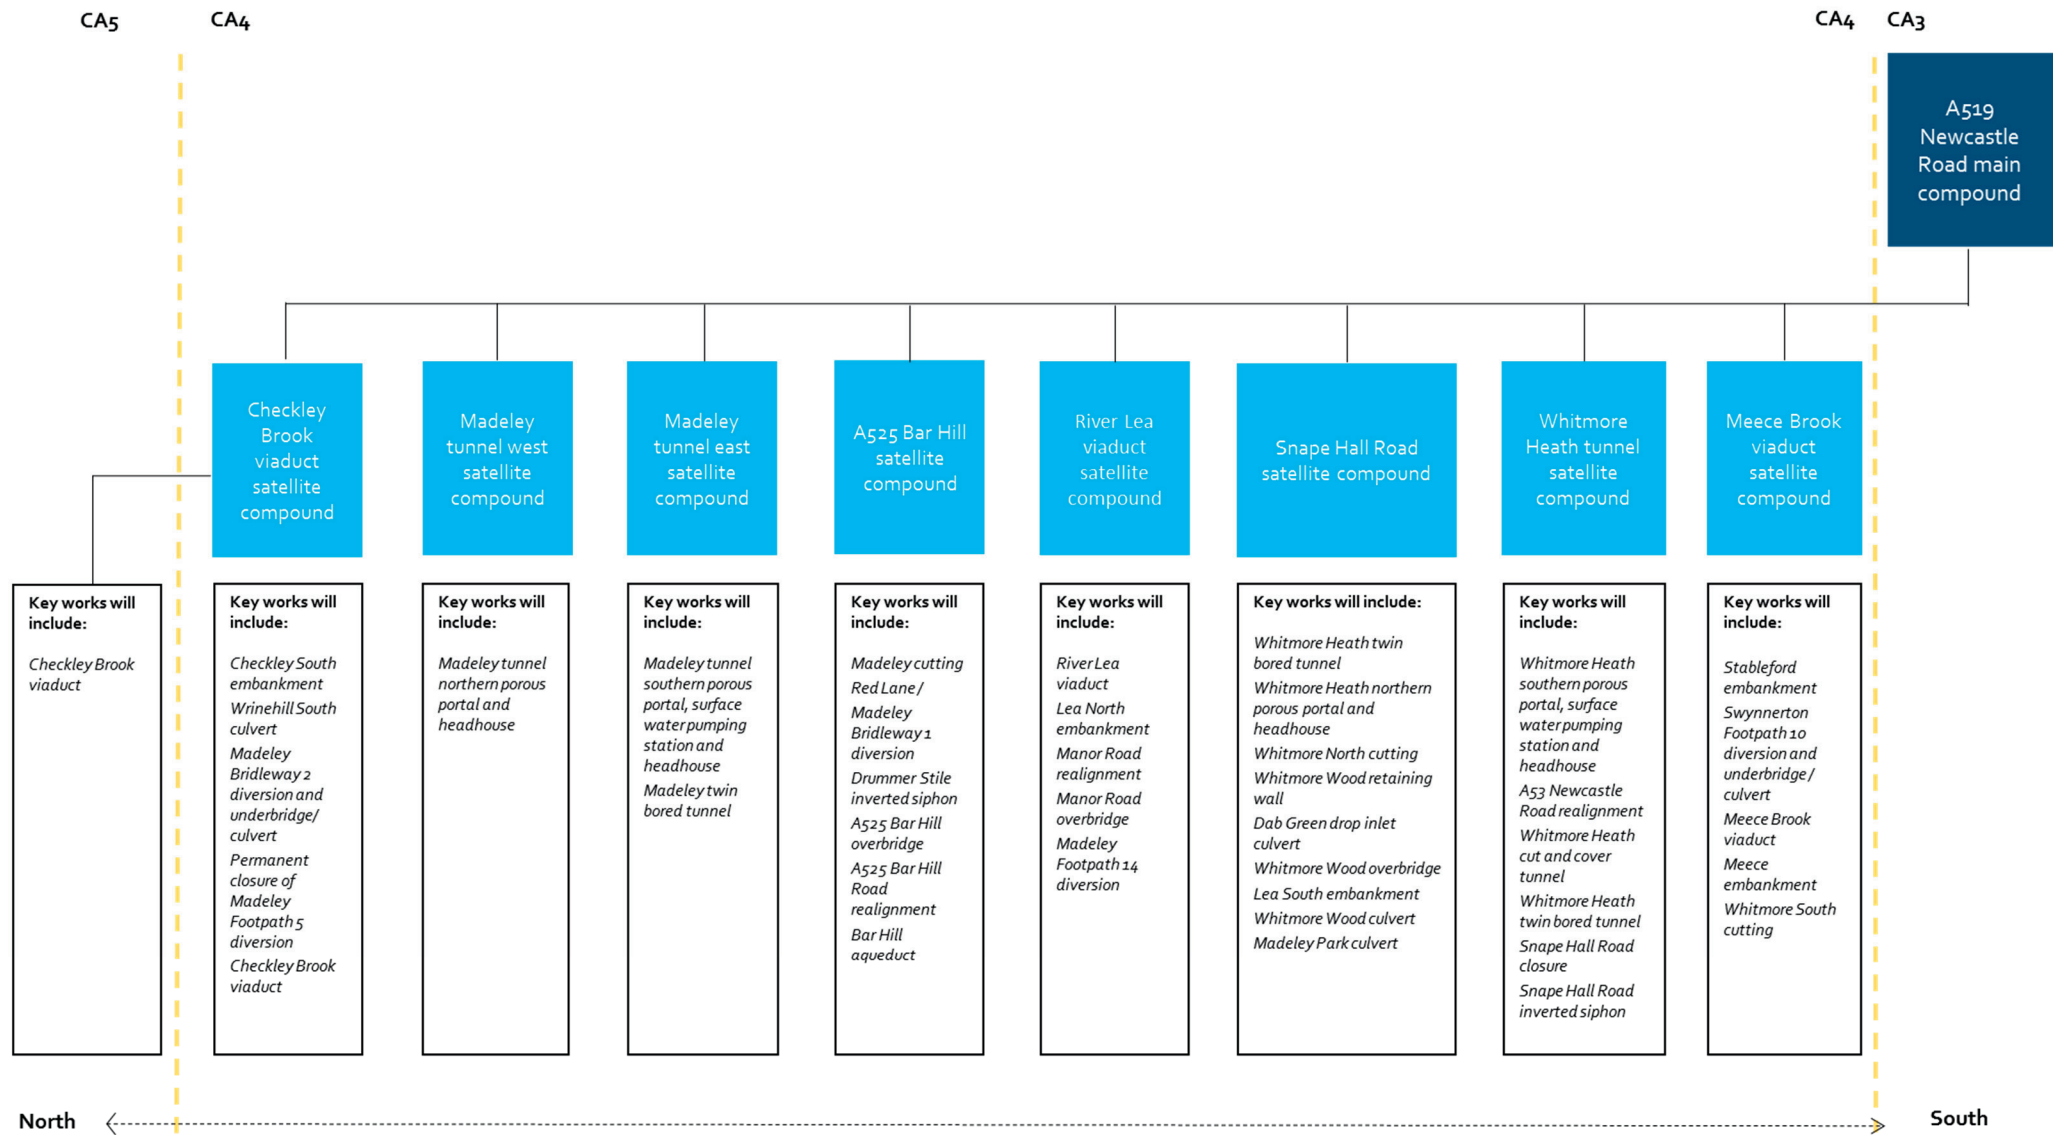 CA5
CA4
CA4
CA3
A519
Newcastle
Road main
compound
Checkley
Brook
viaduct
satellite
compound
Madeley
tunnel west
satellite
compound
Madeley
tunnel east
satellite
compound
A525 Bar Hill
satellite
compound
River Lea
viaduct
satellite
compound
Snape Hall Road
satellite compound
Whitmore
Heath tunnel
satellite
compound
Meece Brook
viaduct
satellite
compound
Key works will
include:
Checkley Brook
viaduct
Key works will
include:
Checkley South
embankment
Wrinehill South
culvert
Madeley
Bridleway 2
diversion and
underbridge/
culvert
Permanent
closure of
Madeley
Footpath 5
diversion
Checkley Brook
viaduct
Key works will
include:
Madeley tunnel
northern porous
portal and
headhouse
Key works will
include:
Madeley tunnel
southern porous
portal, surface
water pumping
station and
headhouse
Madeley twin
bored tunnel
Key works will
include:
Madeley cutting
Red Lane /
Madeley
Bridleway 1
diversion
Drummer Stile
inverted siphon
A525 Bar Hill
overbridge
A525 Bar Hill
Road
realignment
Bar Hill
aqueduct
Key works will
include:
River Lea
viaduct
Lea North
embankment
Manor Road
realignment
Manor Road
overbridge
Madeley
Footpath 14
diversion
Key works will include:
Whitmore Heath twin
bored tunnel
Whitmore Heath northern
porous portal and
headhouse
Whitmore North cutting
Whitmore Wood retaining
wall
Dab Green drop inlet
culvert
Whitmore Wood overbridge
Lea South embankment
Whitmore Wood culvert
Madeley Park culvert
Key works will
include:
Whitmore Heath
southern porous
portal, surface
water pumping
station and
headhouse
A53 Newcastle
Road realignment
Whitmore Heath
cut and cover
tunnel
Whitmore Heath
twin bored tunnel
Snape Hall Road
closure
Snape Hall Road
inverted siphon
Key works will
include:
Stableford
embankment
Swynnerton
Footpath 10
diversion and
underbridge/
culvert
Meece Brook
viaduct
Meece
embankment
Whitmore South
cutting
North
South